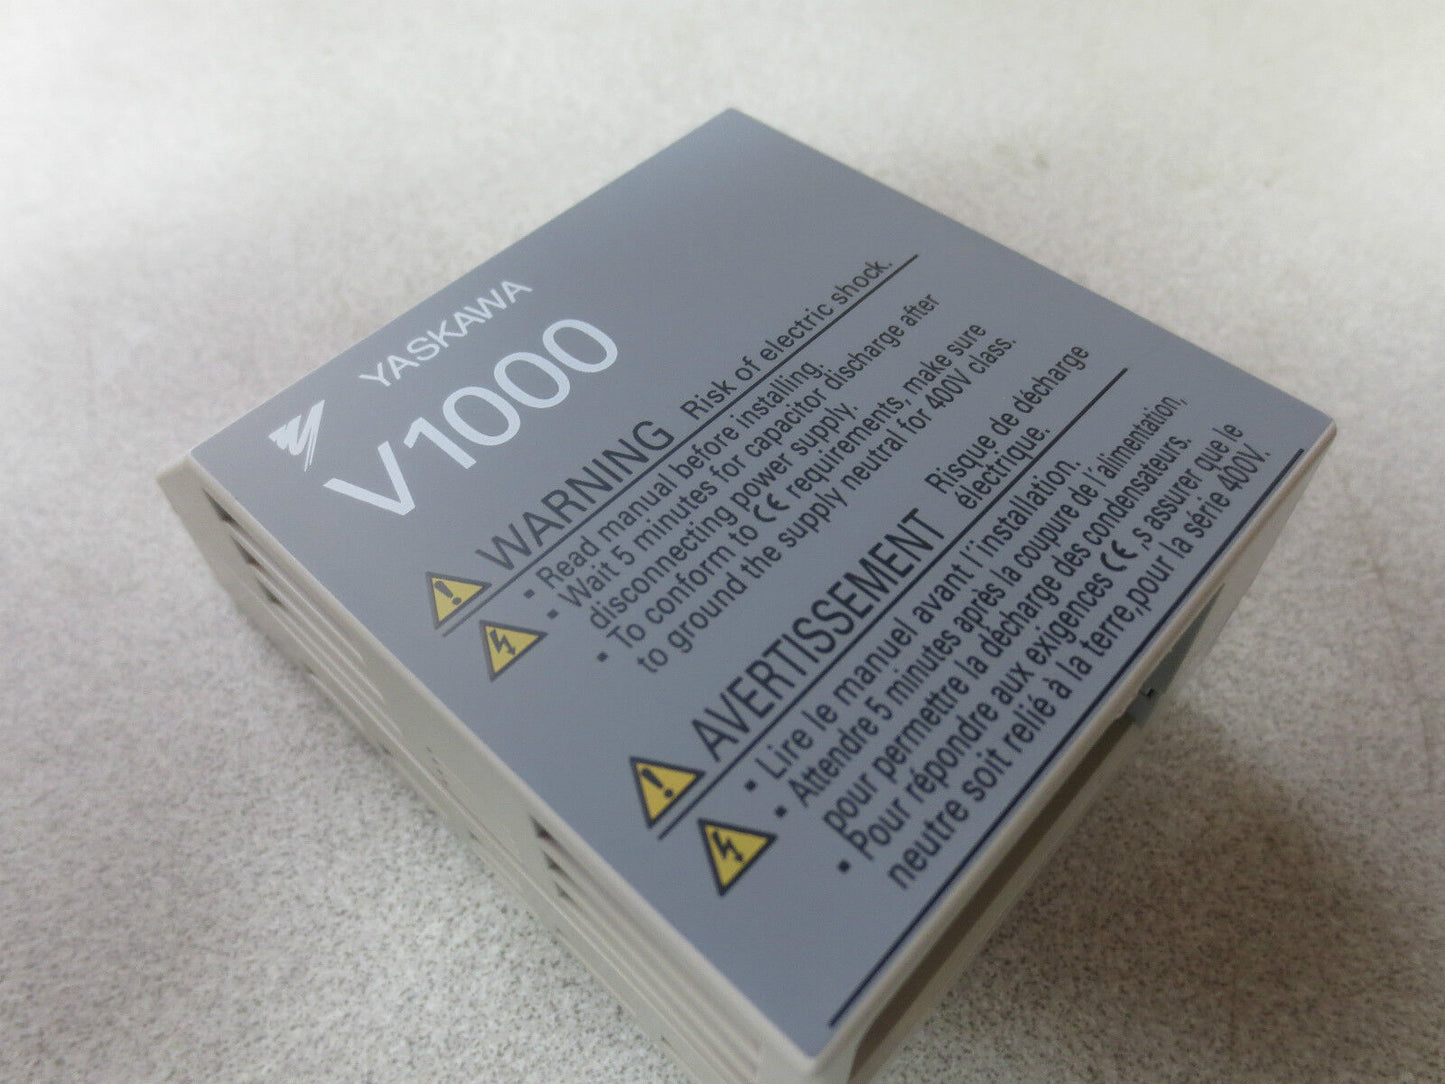 YASKAWA
V1000
WARNING Risk of electric shock.
• Read manual before installing.
• Wait 5 minutes for capacitor discharge after
disconnecting power supply.
• To conform to CE requirements, make sure
to ground the supply neutral for 400V class.
AVERTISSEMENT Risque de décharge
électrique.
• Lire le manuel avant l'installation.
• Attendre 5 minutes après la coupure de l'alimentation,
pour permettre la décharge des condensateurs.
• Pour répondre aux exigences CE ,s assurer que le
neutre soit relié à la terre,pour la série 400V.